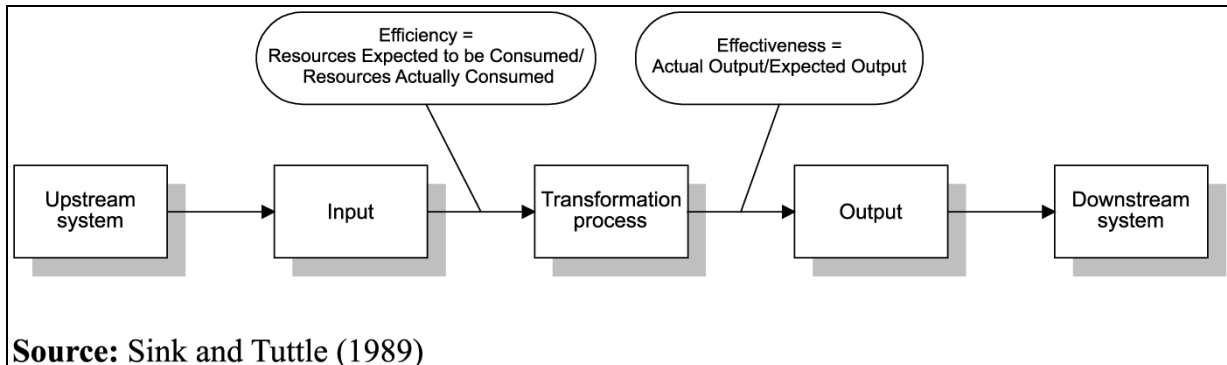 Efficiency =
Resources Expected to be Consumed/
Resources Actually Consumed
Effectiveness =
Actual Output/Expected Output
Upstream
system
Input
Transformation
process
Output
Downstream
system
Source: Sink and Tuttle (1989)